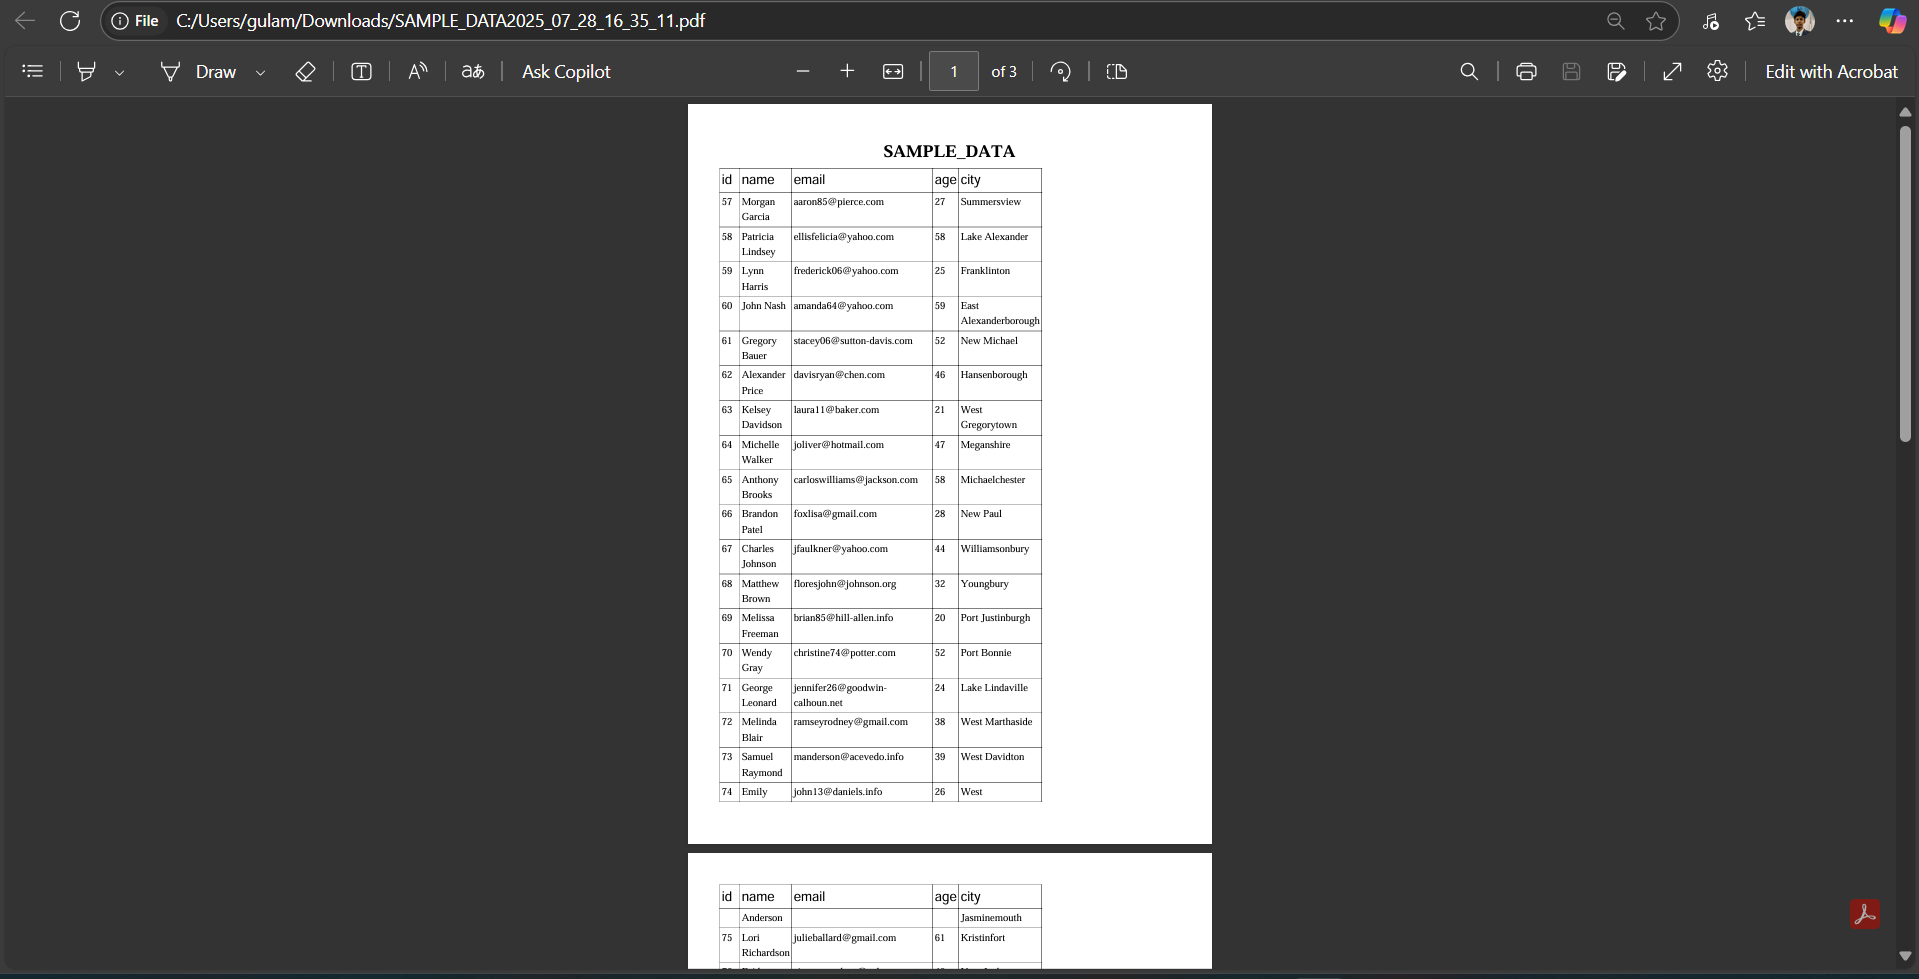 File C:/Users/gulam/Downloads/SAMPLE_DATA2025_07_28_16_35_11.pdf
Draw aあ Ask Copilot 1 of 3 Edit with Acrobat
SAMPLE_DATA
id name email age city
57 Morgan aaron85@pierce.com 27 Summersview
Garcia
58 Patricia ellisfelicia@yahoo.com 58 Lake Alexander
Lindsey
59 Lynn frederick06@yahoo.com 25 Franklinton
Harris
60 John Nash amanda64@yahoo.com 59 East
Alexanderborough
61 Gregory stacey06@sutton-davis.com 52 New Michael
Bauer
62 Alexander davisryan@chen.com 46 Hansenborough
Price
63 Kelsey laura11@baker.com 21 West
Davidson Gregorytown
64 Michelle joliver@hotmail.com 47 Meganshire
Walker
65 Anthony carloswilliams@jackson.com 58 Michaelchester
Brooks
66 Brandon foxlisa@gmail.com 28 New Paul
Patel
67 Charles jfaulkner@yahoo.com 44 Williamsonbury
Johnson
68 Matthew floresjohn@johnson.org 32 Youngbury
Brown
69 Melissa brian85@hill-allen.info 20 Port Justinburgh
Freeman
70 Wendy christine74@potter.com 52 Port Bonnie
Gray
71 George jennifer26@goodwin- 24 Lake Lindaville
Leonard calhoun.net
72 Melinda ramseyrodney@gmail.com 38 West Marthaside
Blair
73 Samuel manderson@acevedo.info 39 West Davidton
Raymond
74 Emily john13@daniels.info 26 West
id name email age city
Anderson Jasminemouth
75 Lori julieballard@gmail.com 61 Kristinfort
Richardson